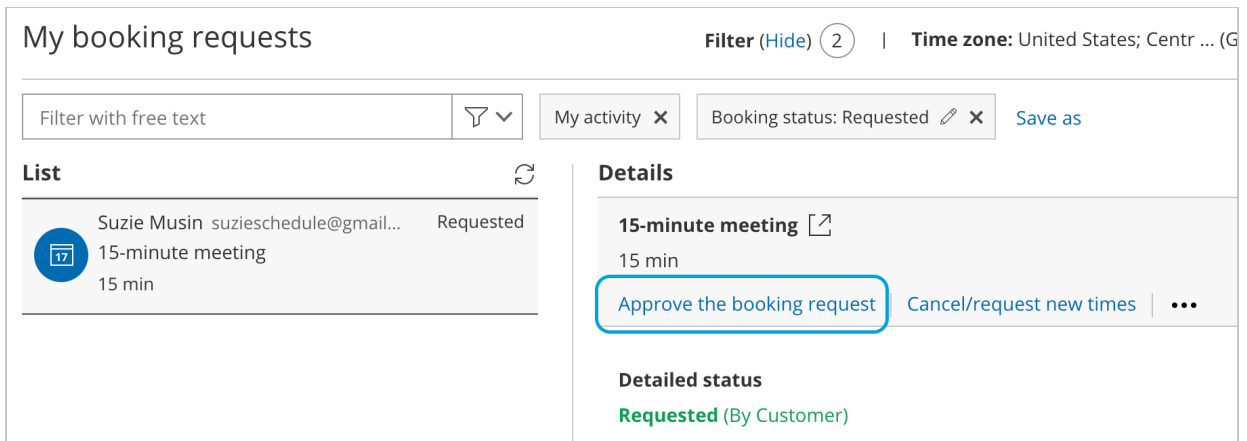 My booking requests
Filter (Hide) 2 | Time zone: United States; Centr ... (G
Filter with free text
My activity
Booking status: Requested
Save as
List
Suzie Musin suzieschedule@gmail... Requested
17
15-minute meeting
15 min
Details
15-minute meeting
15 min
Approve the booking request
Cancel/request new times
Detailed status
Requested (By Customer)